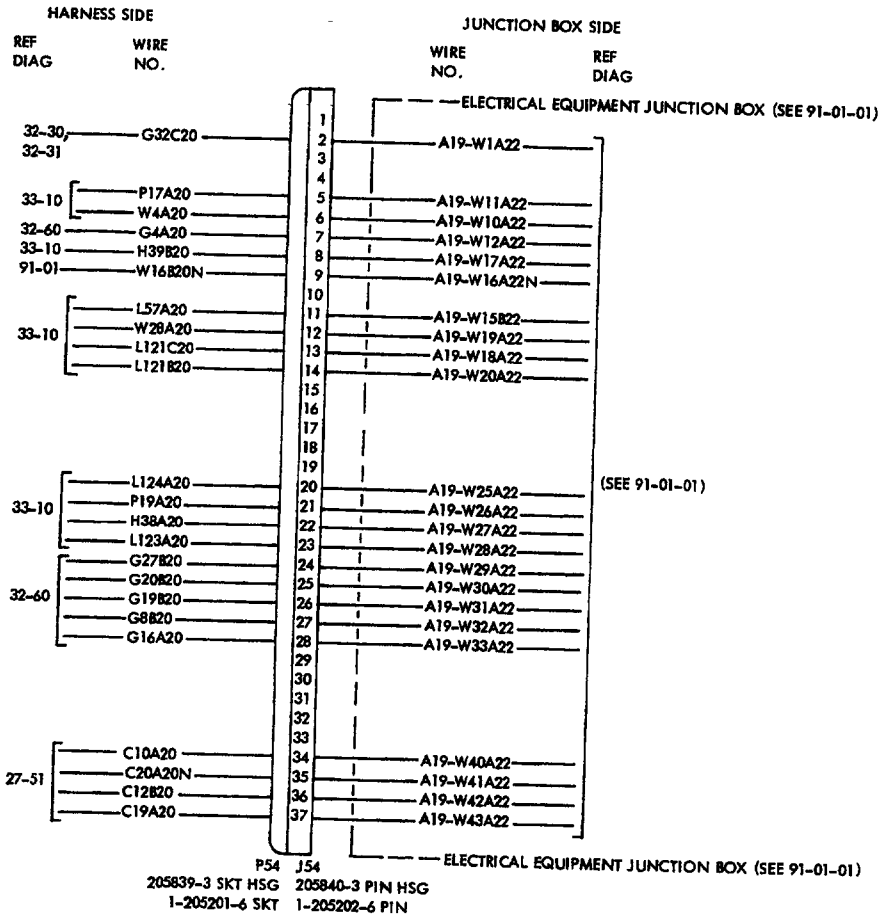 HARNESS SIDE
JUNCTION BOX SIDE
REF DIAG
WIRE NO.
WIRE NO.
REF DIAG
ELECTRICAL EQUIPMENT JUNCTION BOX (SEE 91-01-01)
1
32-30, 32-31 G32C20 2 A19-W1A22
3
4
33-10 P17A20 5 A19-W11A22
W4A20 6 A19-W10A22
32-60 G4A20 7 A19-W12A22
33-10 H39B20 8 A19-W17A22
91-01 W16B20N 9 A19-W16A22N
10
33-10 L57A20 11 A19-W15B22
W28A20 12 A19-W19A22
L121C20 13 A19-W18A22
L121B20 14 A19-W20A22
15
16
17
18
19
33-10 L124A20 20 A19-W25A22 (SEE 91-01-01)
P19A20 21 A19-W26A22
H38A20 22 A19-W27A22
L123A20 23 A19-W28A22
32-60 G27B20 24 A19-W29A22
G20B20 25 A19-W30A22
G19B20 26 A19-W31A22
G8B20 27 A19-W32A22
G16A20 28 A19-W33A22
29
30
31
32
33
27-51 C10A20 34 A19-W40A22
C20A20N 35 A19-W41A22
C12B20 36 A19-W42A22
C19A20 37 A19-W43A22
ELECTRICAL EQUIPMENT JUNCTION BOX (SEE 91-01-01)
P54 J54
205839-3 SKT HSG 205840-3 PIN HSG
1-205201-6 SKT 1-205202-6 PIN